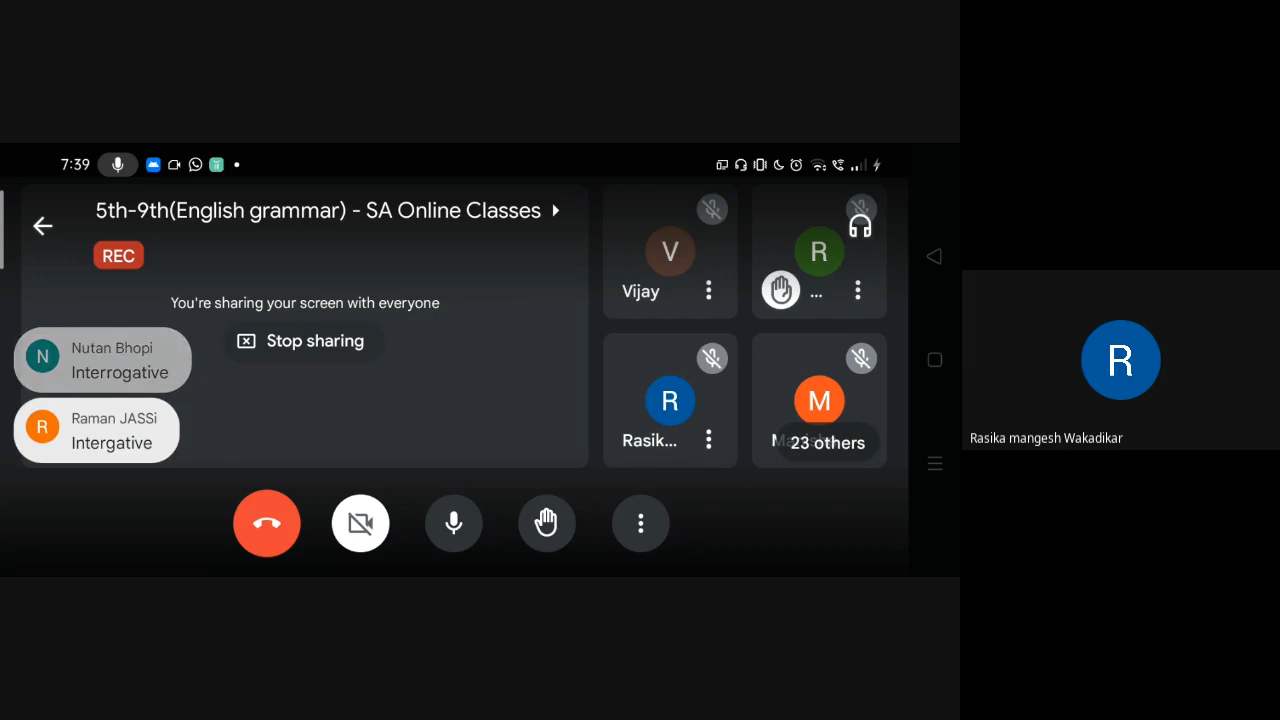 7:39
5th-9th(English grammar) - SA Online Classes
REC
You're sharing your screen with everyone
Stop sharing
N
Nutan Bhopi
Interrogative
R
Raman JASSi
Intergative
V
Vijay
R
...
R
Rasik...
M
23 others
R
Rasika mangesh Wakadikar